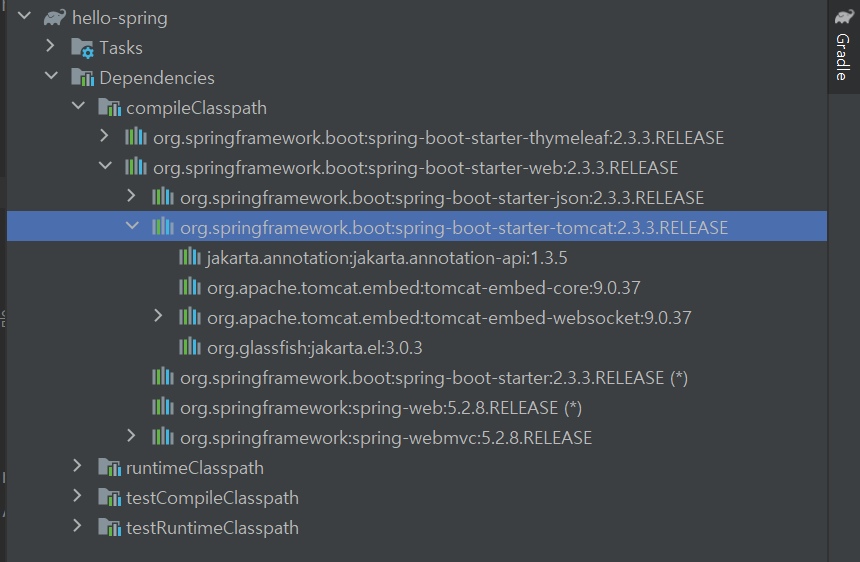 hello-spring
Tasks
Dependencies
compileClasspath
org.springframework.boot:spring-boot-starter-thymeleaf:2.3.3.RELEASE
org.springframework.boot:spring-boot-starter-web:2.3.3.RELEASE
org.springframework.boot:spring-boot-starter-json:2.3.3.RELEASE
org.springframework.boot:spring-boot-starter-tomcat:2.3.3.RELEASE
jakarta.annotation:jakarta.annotation-api:1.3.5
org.apache.tomcat.embed:tomcat-embed-core:9.0.37
org.apache.tomcat.embed:tomcat-embed-websocket:9.0.37
org.glassfish:jakarta.el:3.0.3
org.springframework.boot:spring-boot-starter:2.3.3.RELEASE (*)
org.springframework:spring-web:5.2.8.RELEASE (*)
org.springframework:spring-webmvc:5.2.8.RELEASE
runtimeClasspath
testCompileClasspath
testRuntimeClasspath
Gradle